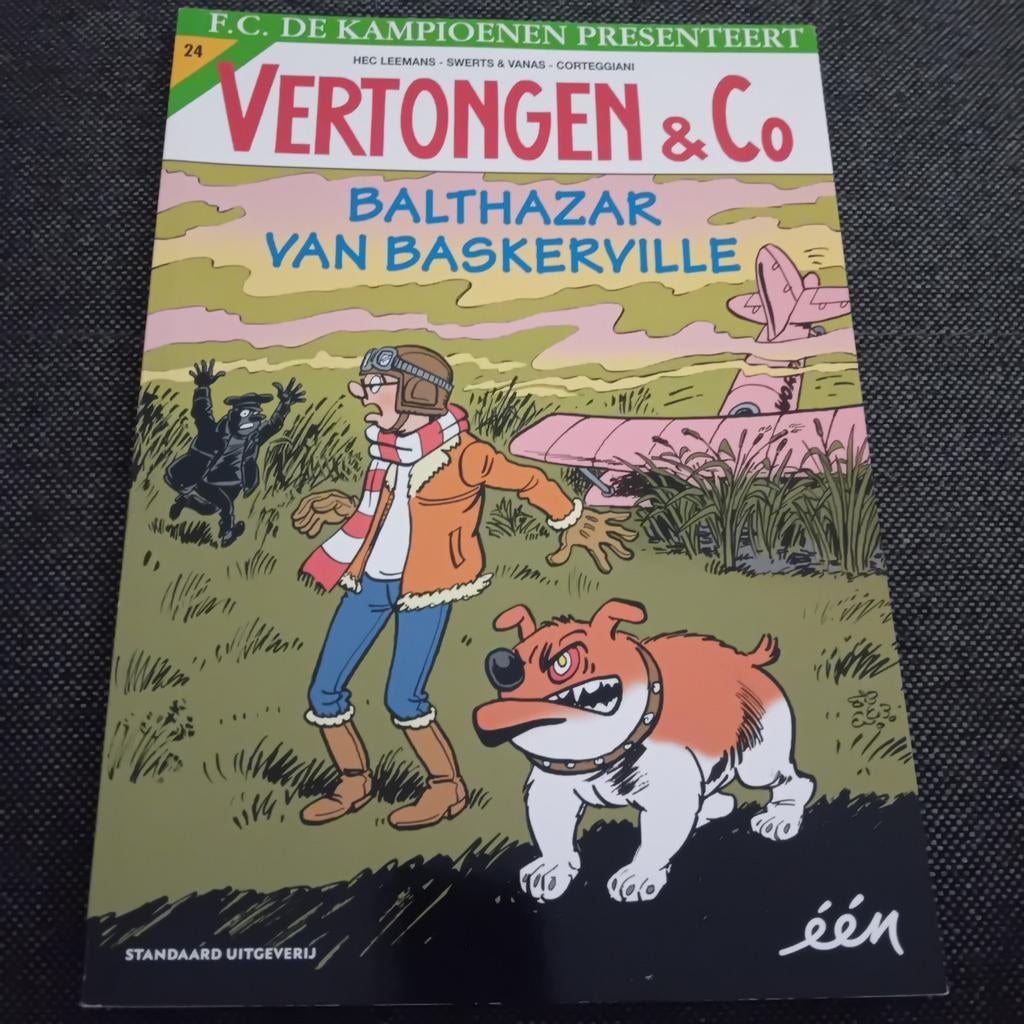 F.C. DE KAMPIOENEN PRESENTEERT
24
HEC LEEMANS - SWERTS & VANAS - CORTEGGIANI
VERTONGEN & Co
BALTHAZAR
VAN BASKERVILLE
STANDAARD UITGEVERIJ
één